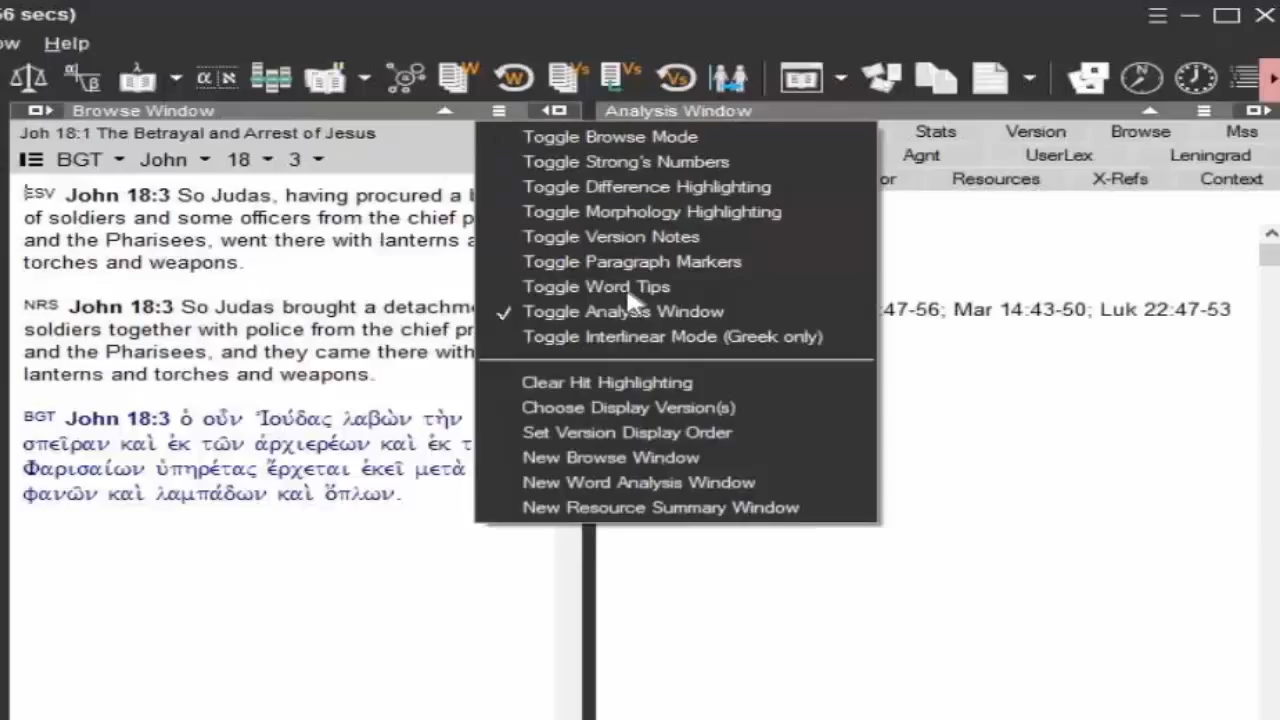 6 secs)
ow Help
Browse Window
Analysis Window
Joh 18:1 The Betrayal and Arrest of Jesus
BGT John 18 3
ESV John 18:3 So Judas, having procured a b
of soldiers and some officers from the chief p
and the Pharisees, went there with lanterns a
torches and weapons.
NRS John 18:3 So Judas brought a detachme
soldiers together with police from the chief pr
and the Pharisees, and they came there with
lanterns and torches and weapons.
BGT John 18:3 ὁ οὖν Ἰούδας λαβὼν τὴν
σπεῖραν καὶ ἐκ τῶν ἀρχιερέων καὶ ἐκ τ
Φαρισαίων ὑπηρέτας ἔρχεται ἐκεῖ μετὰ
φανῶν καὶ λαμπάδων καὶ ὅπλων.
Toggle Browse Mode
Toggle Strong's Numbers
Toggle Difference Highlighting
Toggle Morphology Highlighting
Toggle Version Notes
Toggle Paragraph Markers
Toggle Word Tips
Toggle Analysis Window
Toggle Interlinear Mode (Greek only)
Clear Hit Highlighting
Choose Display Version(s)
Set Version Display Order
New Browse Window
New Word Analysis Window
New Resource Summary Window
Stats Version Browse Mss
Agnt UserLex Leningrad
or Resources X-Refs Context
:47-56; Mar 14:43-50; Luk 22:47-53